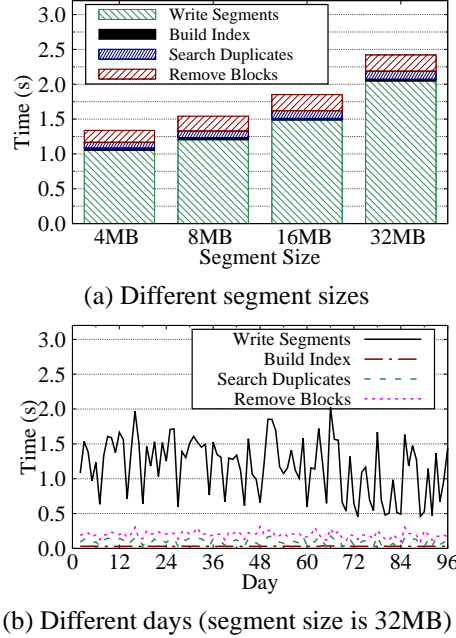 3.0
2.5
2.0
1.5
1.0
0.5
0.0
Time (s)
Write Segments
Build Index
Search Duplicates
Remove Blocks
4MB 8MB 16MB 32MB
Segment Size
(a) Different segment sizes
3.0
2.5
2.0
1.5
1.0
0.5
0.0
Time (s)
Write Segments
Build Index
Search Duplicates
Remove Blocks
0 12 24 36 48 60 72 84 96
Day
(b) Different days (segment size is 32MB)